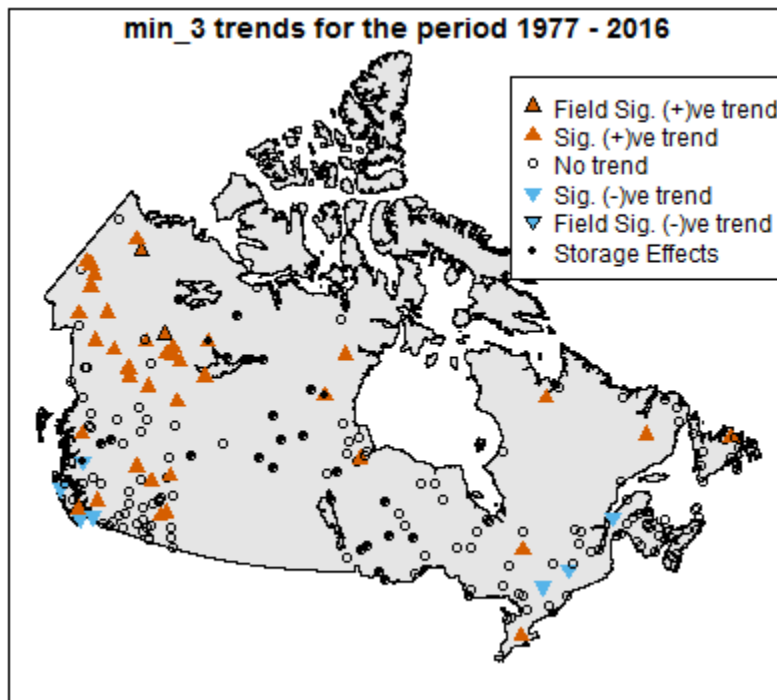 min_3 trends for the period 1977 - 2016
Field Sig. (+)ve trend
Sig. (+)ve trend
No trend
Sig. (-)ve trend
Field Sig. (-)ve trend
Storage Effects